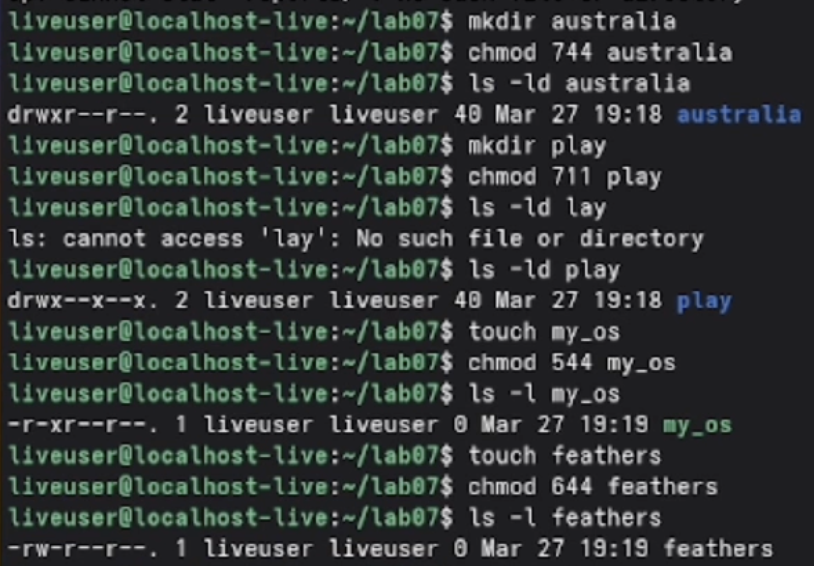 liveuser@localhost-live:~/lab07$ mkdir australia
liveuser@localhost-live:~/lab07$ chmod 744 australia
liveuser@localhost-live:~/lab07$ ls -ld australia
drwxr--r--. 2 liveuser liveuser 40 Mar 27 19:18 australia
liveuser@localhost-live:~/lab07$ mkdir play
liveuser@localhost-live:~/lab07$ chmod 711 play
liveuser@localhost-live:~/lab07$ ls -ld lay
ls: cannot access 'lay': No such file or directory
liveuser@localhost-live:~/lab07$ ls -ld play
drwx--x--x. 2 liveuser liveuser 40 Mar 27 19:18 play
liveuser@localhost-live:~/lab07$ touch my_os
liveuser@localhost-live:~/lab07$ chmod 544 my_os
liveuser@localhost-live:~/lab07$ ls -l my_os
-r-xr--r--. 1 liveuser liveuser 0 Mar 27 19:19 my_os
liveuser@localhost-live:~/lab07$ touch feathers
liveuser@localhost-live:~/lab07$ chmod 644 feathers
liveuser@localhost-live:~/lab07$ ls -l feathers
-rw-r--r--. 1 liveuser liveuser 0 Mar 27 19:19 feathers